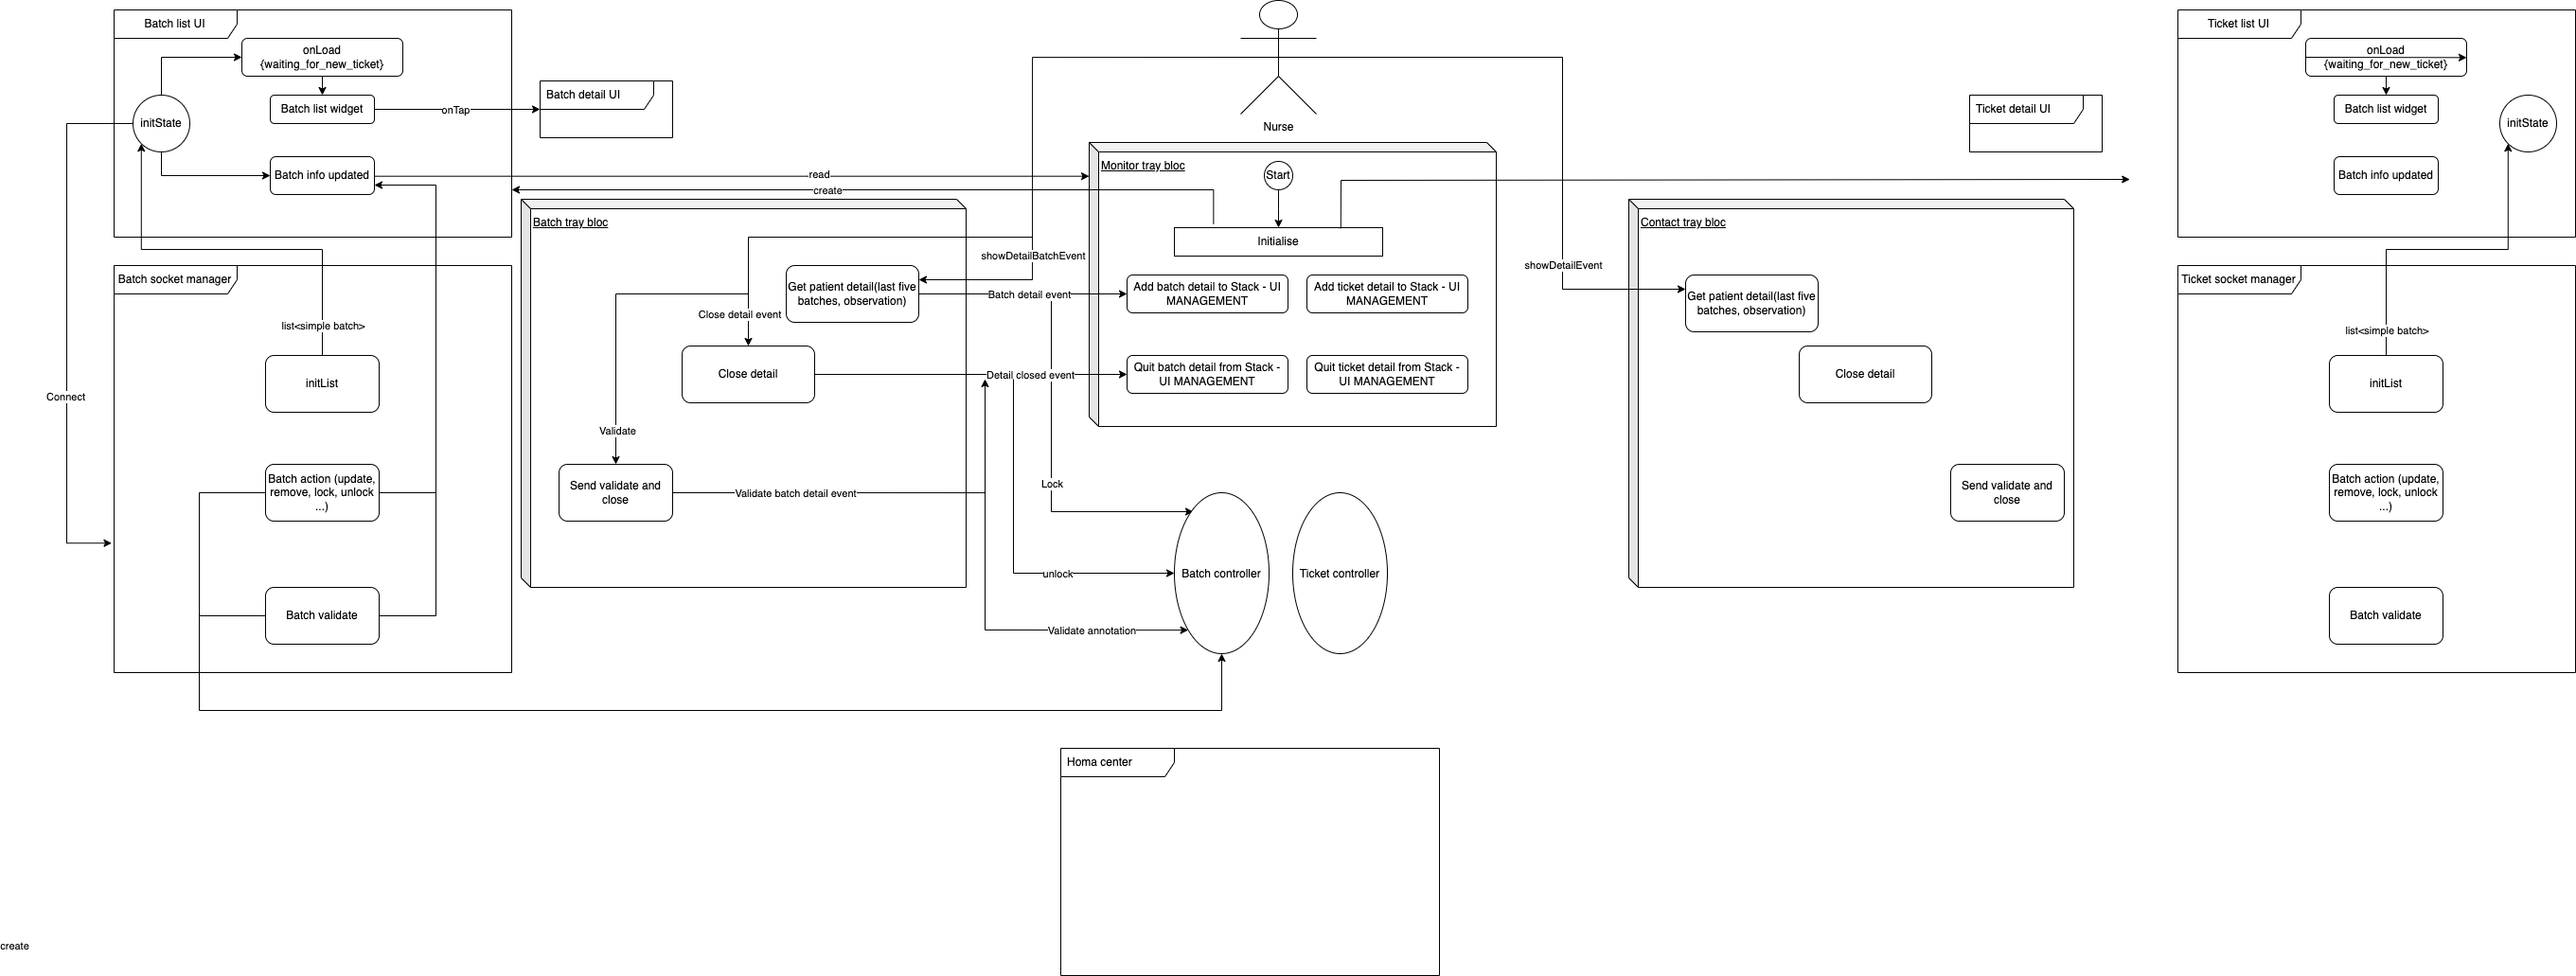 Batch list UI
onLoad
{waiting_for_new_ticket}
Batch list widget
initState
Batch info updated
onTap
Batch detail UI
Nurse
Ticket detail UI
Ticket list UI
onLoad
{waiting_for_new_ticket}
Batch list widget
initState
Batch info updated
read
create
Monitor tray bloc
Start
Initialise
Add batch detail to Stack - UI
MANAGEMENT
Add ticket detail to Stack - UI
MANAGEMENT
Quit batch detail from Stack -
UI MANAGEMENT
Quit ticket detail from Stack -
UI MANAGEMENT
Batch tray bloc
showDetailBatchEvent
Get patient detail(last five
batches, observation)
Batch detail event
Close detail event
Close detail
Detail closed event
Validate
Send validate and
close
Validate batch detail event
Lock
unlock
Validate annotation
Batch controller
Ticket controller
showDetailEvent
Contact tray bloc
Get patient detail(last five
batches, observation)
Close detail
Send validate and
close
Batch socket manager
list<simple batch>
initList
Connect
Batch action (update,
remove, lock, unlock
...)
Batch validate
Ticket socket manager
list<simple batch>
initList
Batch action (update,
remove, lock, unlock
...)
Batch validate
Homa center
create